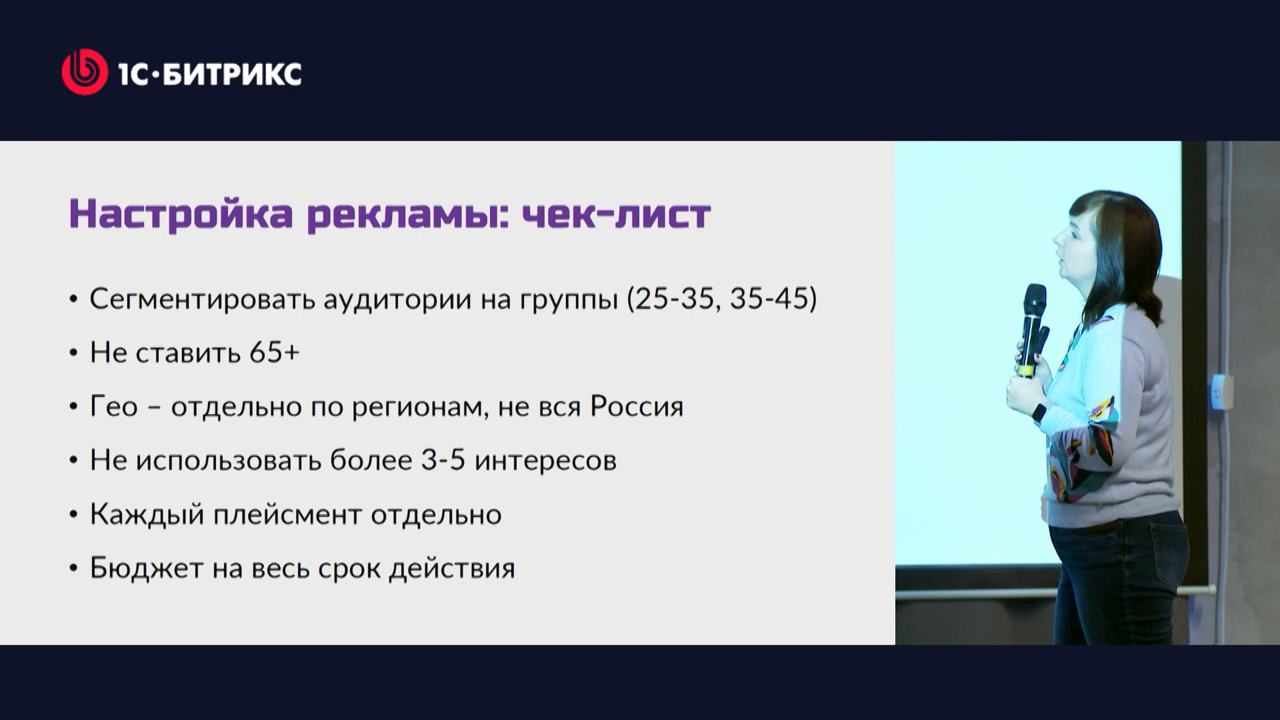 1С·БИТРИКС
Настройка рекламы: чек-лист
• Сегментировать аудитории на группы (25-35, 35-45)
• Не ставить 65+
• Гео – отдельно по регионам, не вся Россия
• Не использовать более 3-5 интересов
• Каждый плейсмент отдельно
• Бюджет на весь срок действия